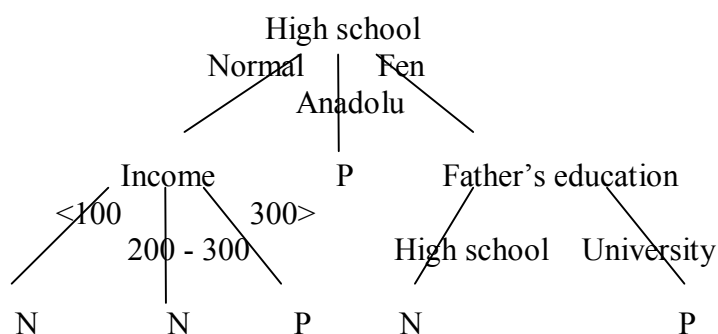 High school
Normal Fen
Anadolu
Income P Father's education
<100 300>
200 - 300 High school University
N N P N P